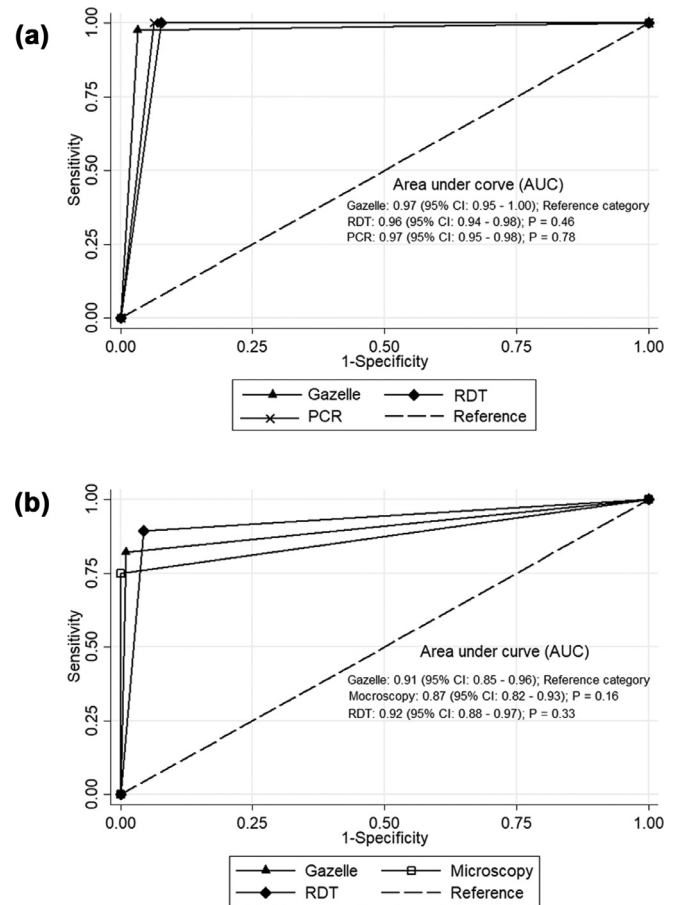 (a)
1.00
0.75
0.50
0.25
0.00
Sensitivity
Area under curve (AUC)
Gazelle: 0.97 (95% CI: 0.95 - 1.00); Reference category
RDT: 0.96 (95% CI: 0.94 - 0.98); P = 0.46
PCR: 0.97 (95% CI: 0.95 - 0.98); P = 0.78
0.00 0.25 0.50 0.75 1.00
1-Specificity
Gazelle RDT
PCR Reference
(b)
1.00
0.75
0.50
0.25
0.00
Sensitivity
Area under curve (AUC)
Gazelle: 0.91 (95% CI: 0.85 - 0.96); Reference category
Mocroscopy: 0.87 (95% CI: 0.82 - 0.93); P = 0.16
RDT: 0.92 (95% CI: 0.88 - 0.97); P = 0.33
0.00 0.25 0.50 0.75 1.00
1-Specificity
Gazelle Microscopy
RDT Reference